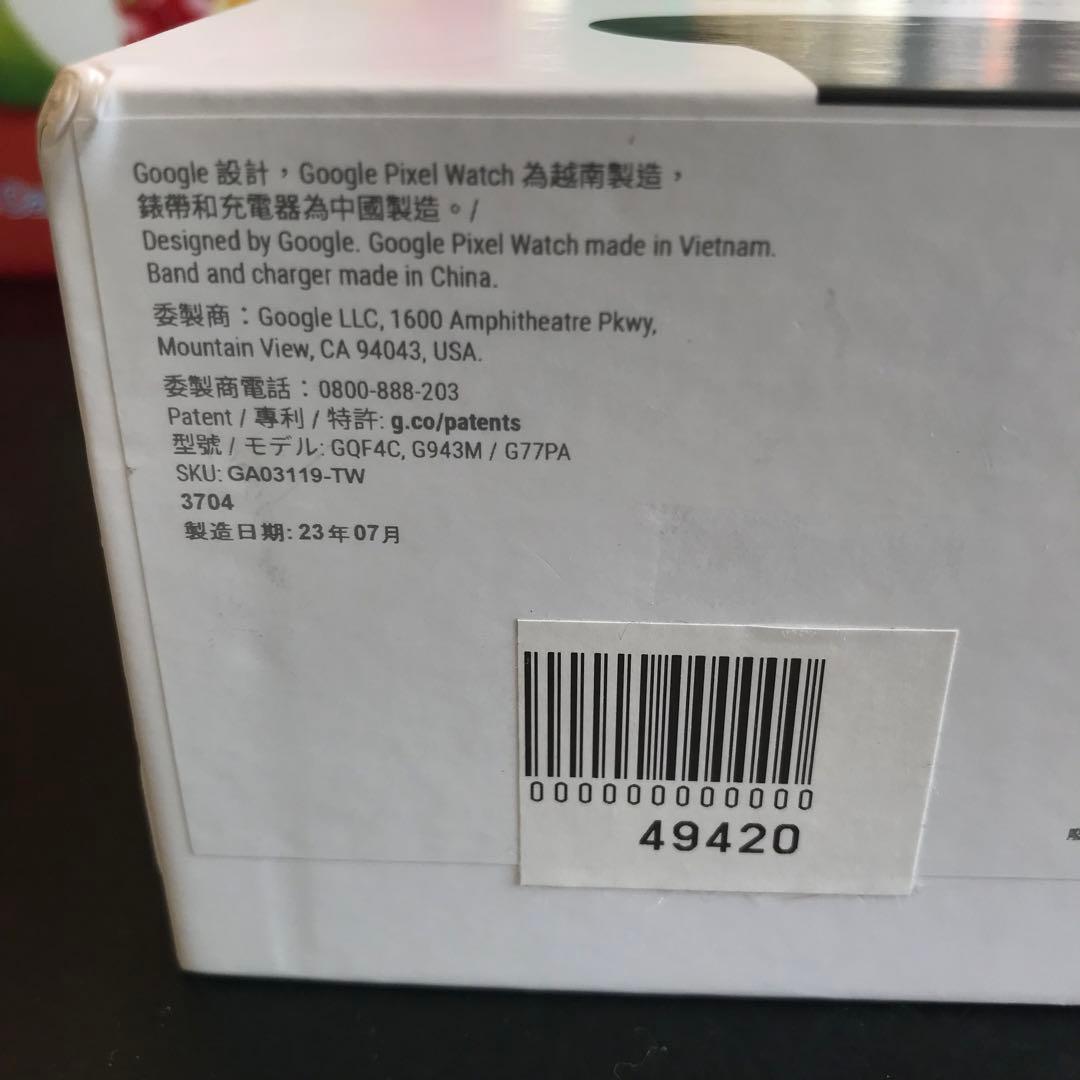 Google 設計，Google Pixel Watch 為越南製造，
錶帶和充電器為中國製造。/
Designed by Google. Google Pixel Watch made in Vietnam.
Band and charger made in China.
委製商：Google LLC, 1600 Amphitheatre Pkwy,
Mountain View, CA 94043, USA.
委製商電話：0800-888-203
Patent / 專利 / 特許: g.co/patents
型號 / モデル: GQF4C, G943M / G77PA
SKU: GA03119-TW
3704
製造日期: 23年07月
000000000000
49420